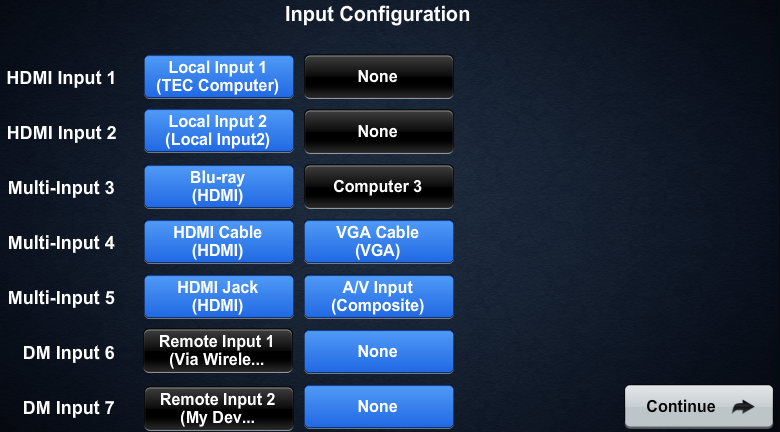 Input Configuration
HDMI Input 1
Local Input 1
(TEC Computer)
None
HDMI Input 2
Local Input 2
(Local Input2)
None
Multi-Input 3
Blu-ray
(HDMI)
Computer 3
Multi-Input 4
HDMI Cable
(HDMI)
VGA Cable
(VGA)
Multi-Input 5
HDMI Jack
(HDMI)
A/V Input
(Composite)
DM Input 6
Remote Input 1
(Via Wirele...
None
DM Input 7
Remote Input 2
(My Dev...
None
Continue